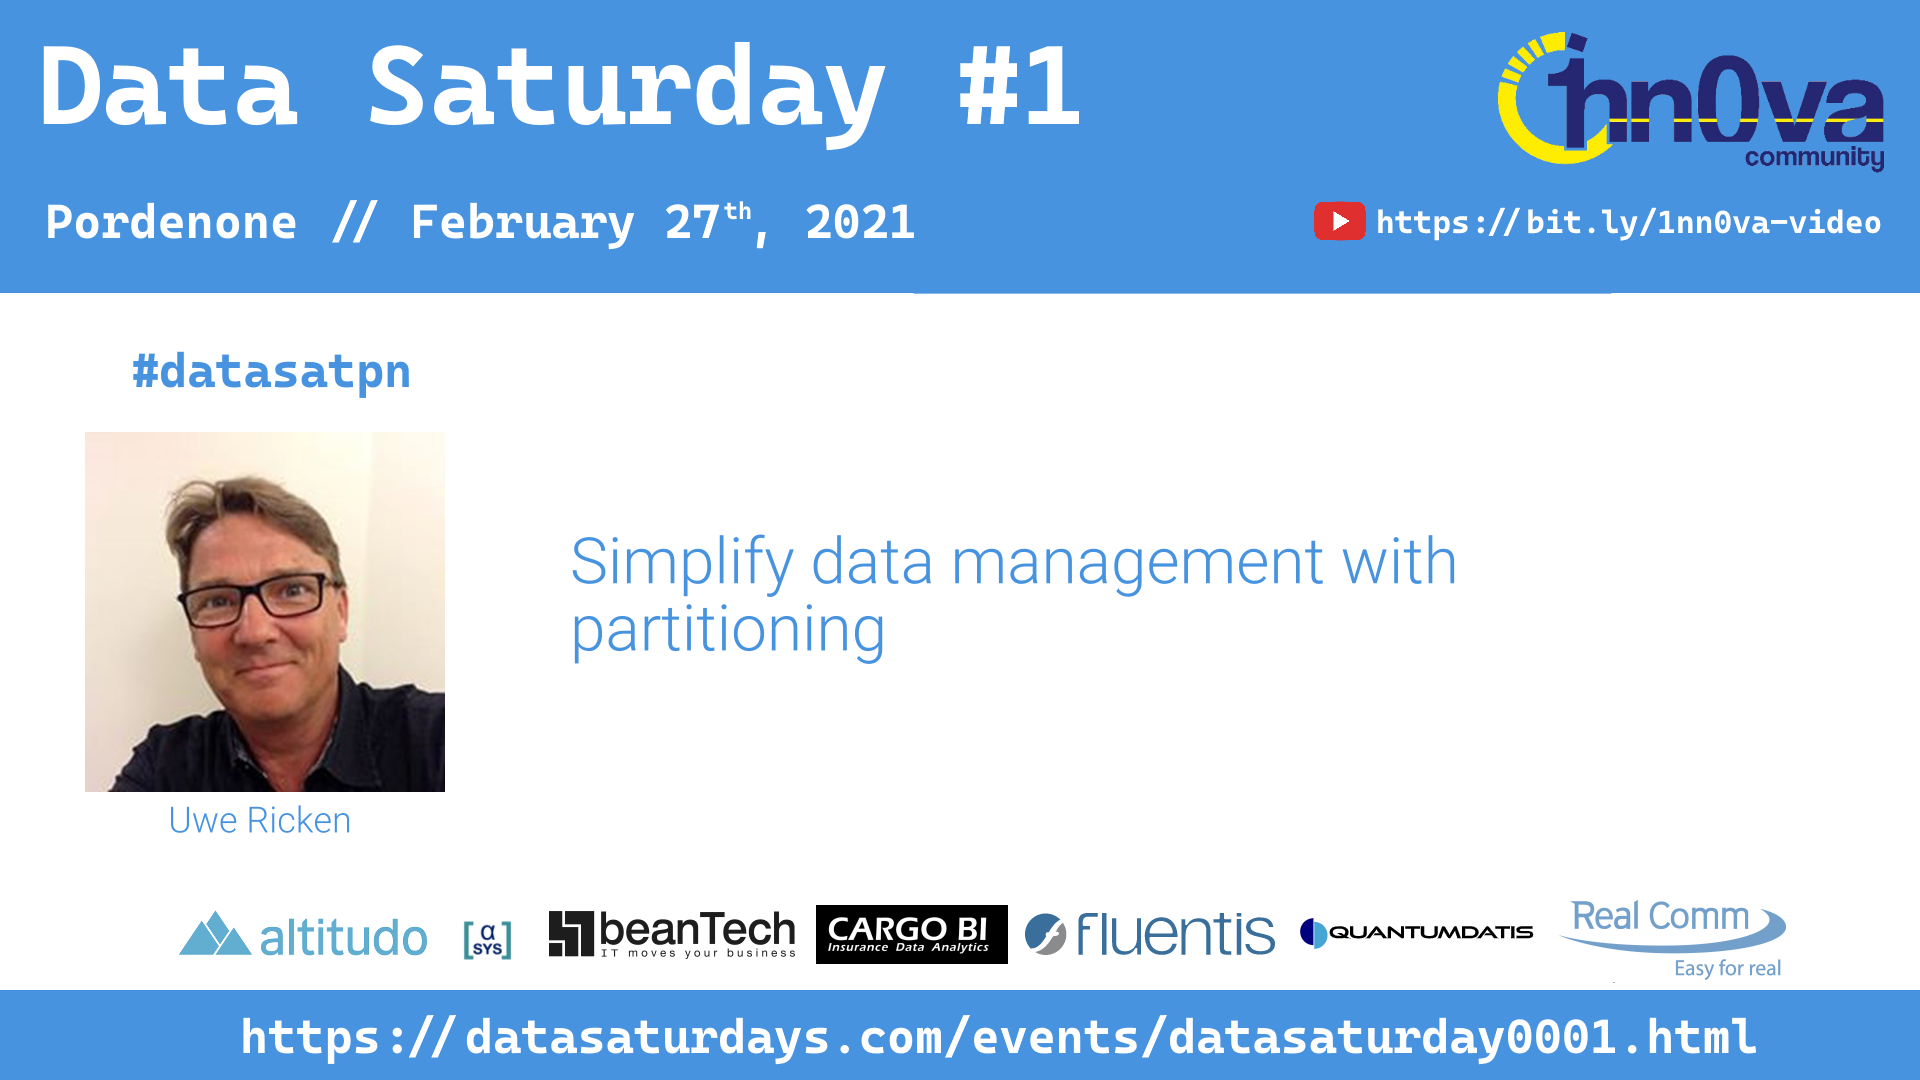 Data Saturday #1
1nn0va
community
Pordenone // February 27th, 2021
https://bit.ly/1nn0va-video
#datasatpn
Simplify data management with
partitioning
Uwe Ricken
altitudo
[α
SYS]
beanTech
IT moves your business
CARGO BI
Insurance Data Analytics
fluentis
QUANTUMDATIS
Real Comm
Easy for real
https://datasaturdays.com/events/datasaturday0001.html